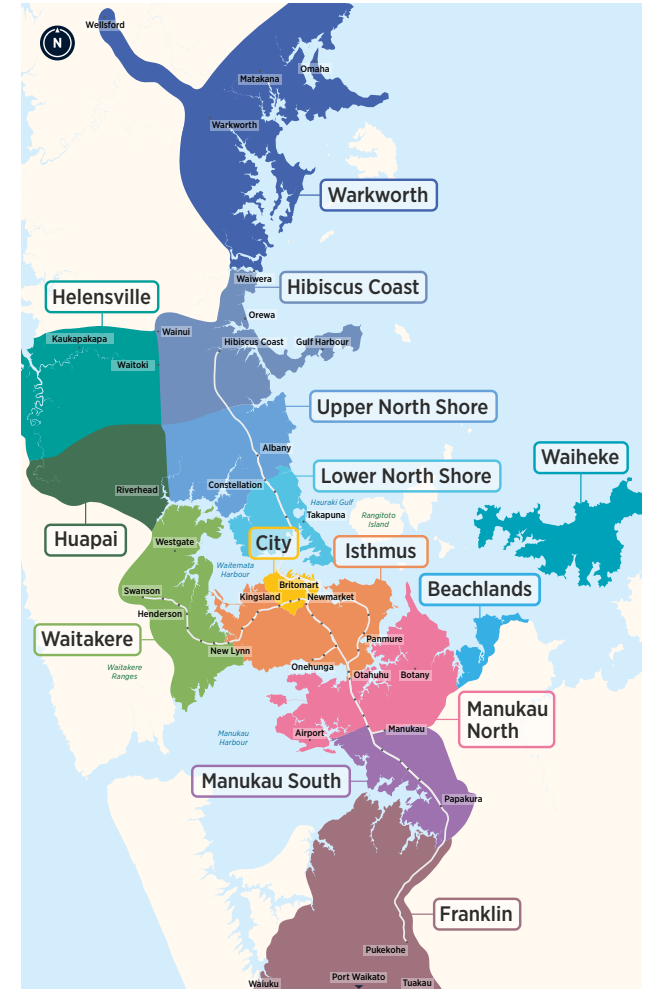 Wellsford
N
Omaha
Matakana
Warkworth
Warkworth
Waiwera
Hibiscus Coast
Helensville
Orewa
Wainui
Kaukapakapa
Hibiscus Coast
Gulf Harbour
Waitoki
Upper North Shore
Albany
Waiheke
Lower North Shore
Constellation
Riverhead
Hauraki Gulf
Takapuna
Rangitoto
Island
Huapai
Westgate
City
Isthmus
Waitemata
Harbour
Britomart
Beachlands
Swanson
Kingsland
Newmarket
Henderson
Waitakere
Panmure
New Lynn
Onehunga
Waitakere
Ranges
Otahuhu
Botany
Manukau
North
Manukau
Airport
Manukau
Harbour
Manukau South
Papakura
Franklin
Pukekohe
Port Waikato
Waiuku
Tuakau